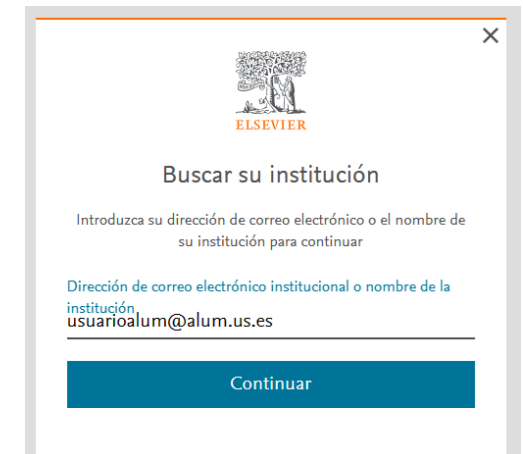 ELSEVIER
Buscar su institución
Introduzca su dirección de correo electrónico o el nombre de
su institución para continuar
Dirección de correo electrónico institucional o nombre de la
institución
usuarioalum@alum.us.es
Continuar